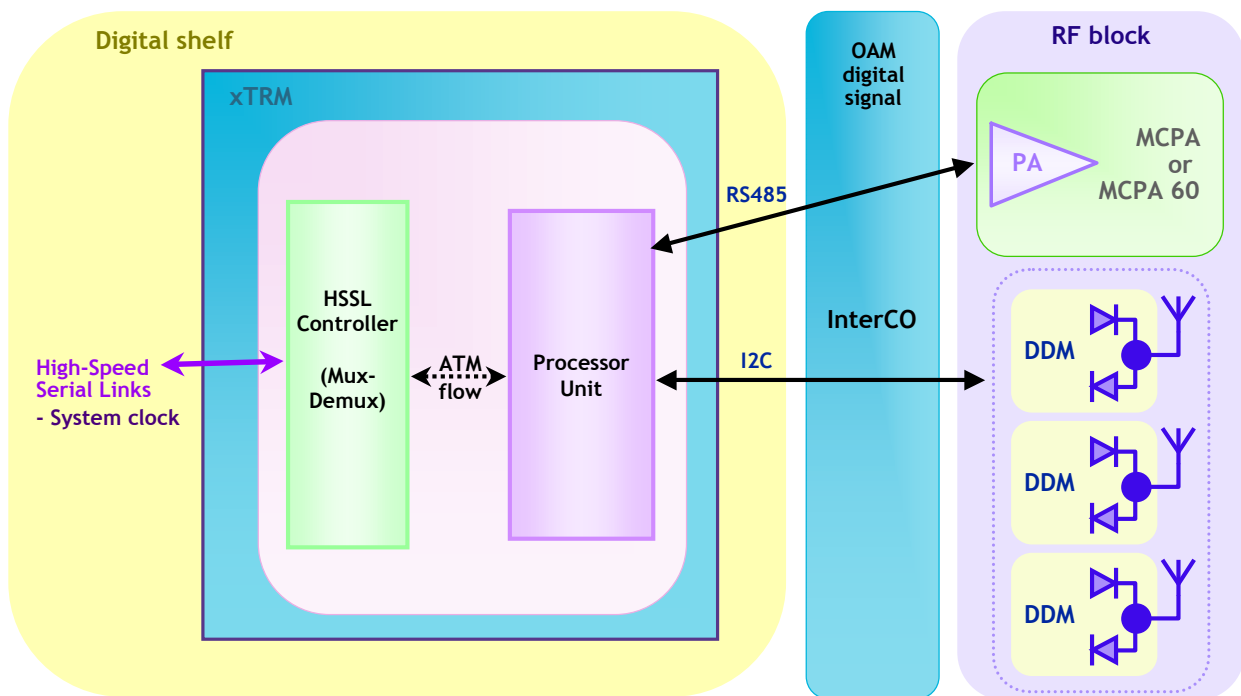 Digital shelf
xTRM
HSSL
Controller
(Mux-
Demux)
ATM
flow
Processor
Unit
High-Speed
Serial Links
- System clock
RS485
I2C
OAM
digital
signal
InterCO
RF block
PA
MCPA
or
MCPA 60
DDM
DDM
DDM